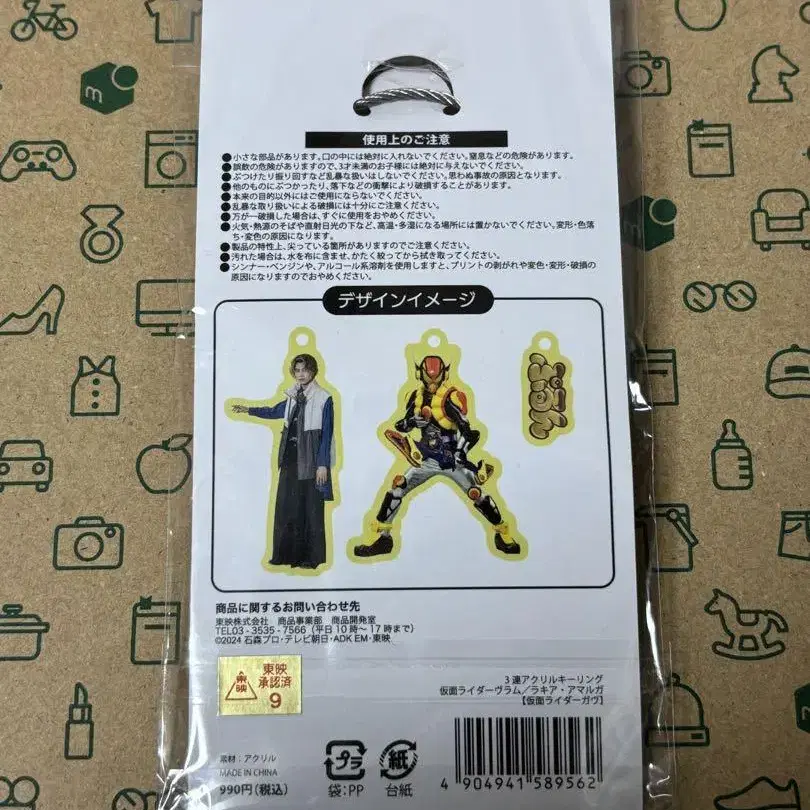 使用上のご注意
●小さな部品があります。口の中には絶対に入れないでください。窒息などの危険があります。
●誤飲の危険がありますので、3才未満のお子様には絶対に与えないでください。
●ぶつけたり振り回すなど乱暴な扱いはしないでください。思わぬ事故の原因となります。
●他のものにぶつかったり、落下などの衝撃により破損することがあります。
●本来の目的以外にはご使用にならないでください。
●乱暴な取り扱いによる破損には十分にご注意ください。
●万が一破損した場合は、すぐに使用をおやめください。
●火気・熱源のそばや直射日光の下など、高温・多湿になる場所には置かないでください。変形・色落
ち・変色の原因になります。
●製品の特性上、尖っている箇所がありますのでご注意ください。
●汚れた場合は、水を布に含ませ、かたく絞ってから拭き取ってください。
●シンナー・ベンジンや、アルコール系溶剤を使用しますと、プリントの剥がれや変色・変形・破損の
原因になりますのでおやめください。
デザインイメージ
商品に関するお問い合わせ先
東映株式会社 商品事業部 商品開発室
TEL03-3535-7566(平日10時~17時まで)
©2024 石森プロ・テレビ朝日・ADK EM・東映
東映
東映
承認済
9
3連アクリルキーリング
仮面ライダーヴラム/ラキア・アマルガ
【仮面ライダーガヴ】
素材:アクリル
MADE IN CHINA
990円(税込)
プラ
袋:PP
紙
台紙
4 904941 589562